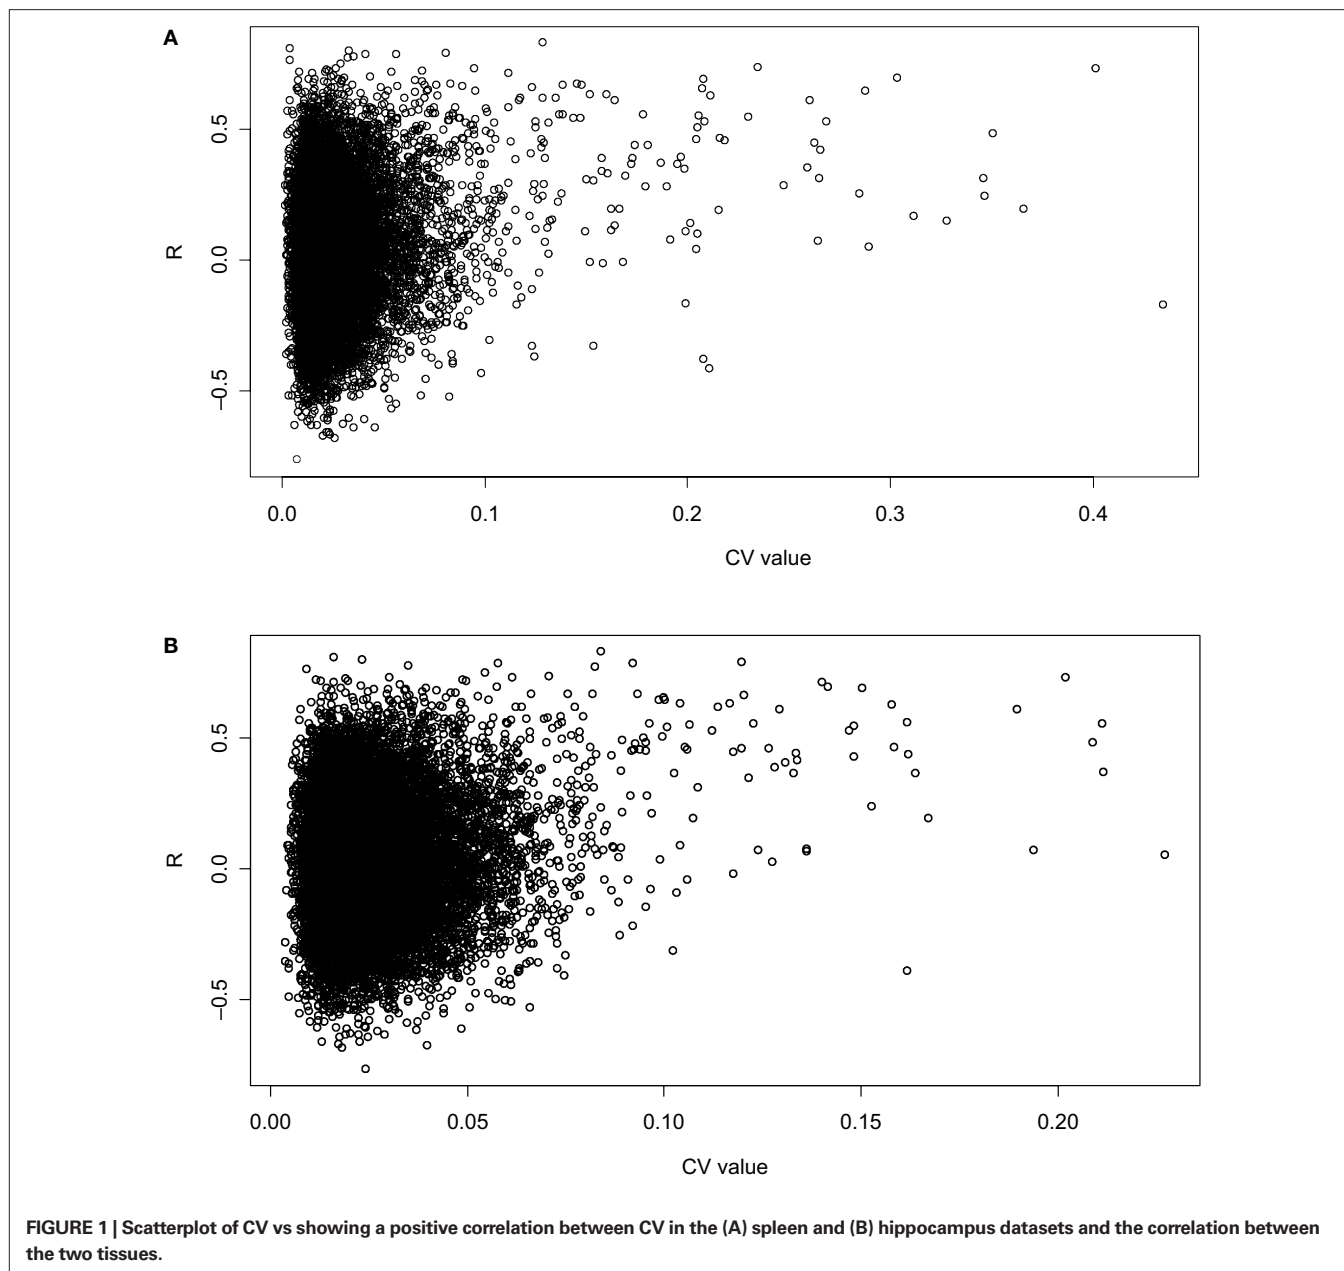 A
0.5
0.0
−0.5
R
0.0 0.1 0.2 0.3 0.4
CV value
B
0.5
0.0
−0.5
R
0.00 0.05 0.10 0.15 0.20
CV value
FIGURE 1 | Scatterplot of CV vs showing a positive correlation between CV in the (A) spleen and (B) hippocampus datasets and the correlation between
the two tissues.